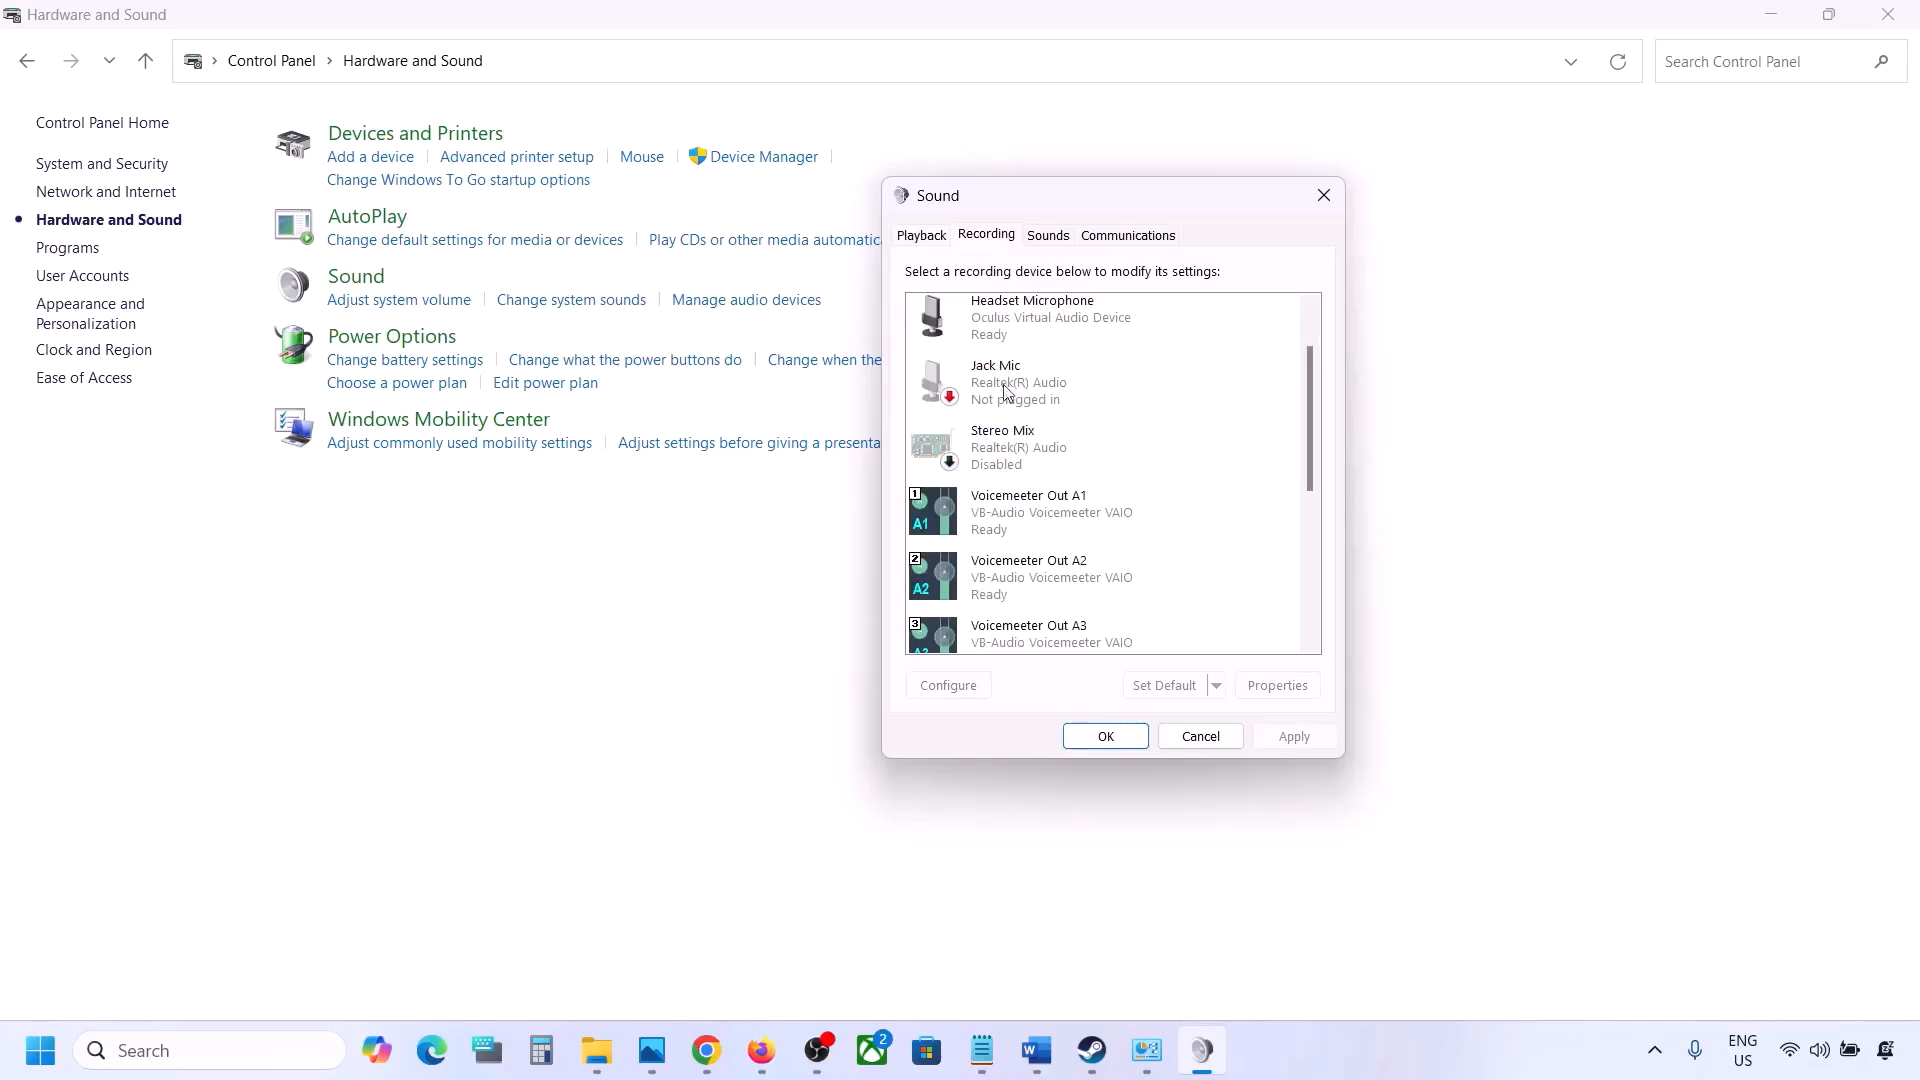 Hardware and Sound
Control Panel > Hardware and Sound
Search Control Panel
Control Panel Home
System and Security
Network and Internet
Hardware and Sound
Programs
User Accounts
Appearance and
Personalization
Clock and Region
Ease of Access
Devices and Printers
Add a device
Advanced printer setup
Mouse
Device Manager
Change Windows To Go startup options
AutoPlay
Change default settings for media or devices
Play CDs or other media
Sound
Adjust system volume
Change system sounds
Manage audio devices
Power Options
Change battery settings
Change what the power buttons do
Change when the
Choose a power plan
Edit power plan
Windows Mobility Center
Adjust commonly used mobility settings
Adjust settings before giving a
Sound
Playback
Recording
Sounds
Communications
Select a recording device below to modify its settings:
Headset Microphone
Oculus Virtual Audio Device
Ready
Jack Mic
Realtek(R) Audio
Not plugged in
Stereo Mix
Realtek(R) Audio
Disabled
1
A1
Voicemeeter Out A1
VB-Audio Voicemeeter VAIO
Ready
2
A2
Voicemeeter Out A2
VB-Audio Voicemeeter VAIO
Ready
3
Voicemeeter Out A3
VB-Audio Voicemeeter VAIO
Configure
Set Default
Properties
OK
Cancel
Apply
Search
2
ENG
US